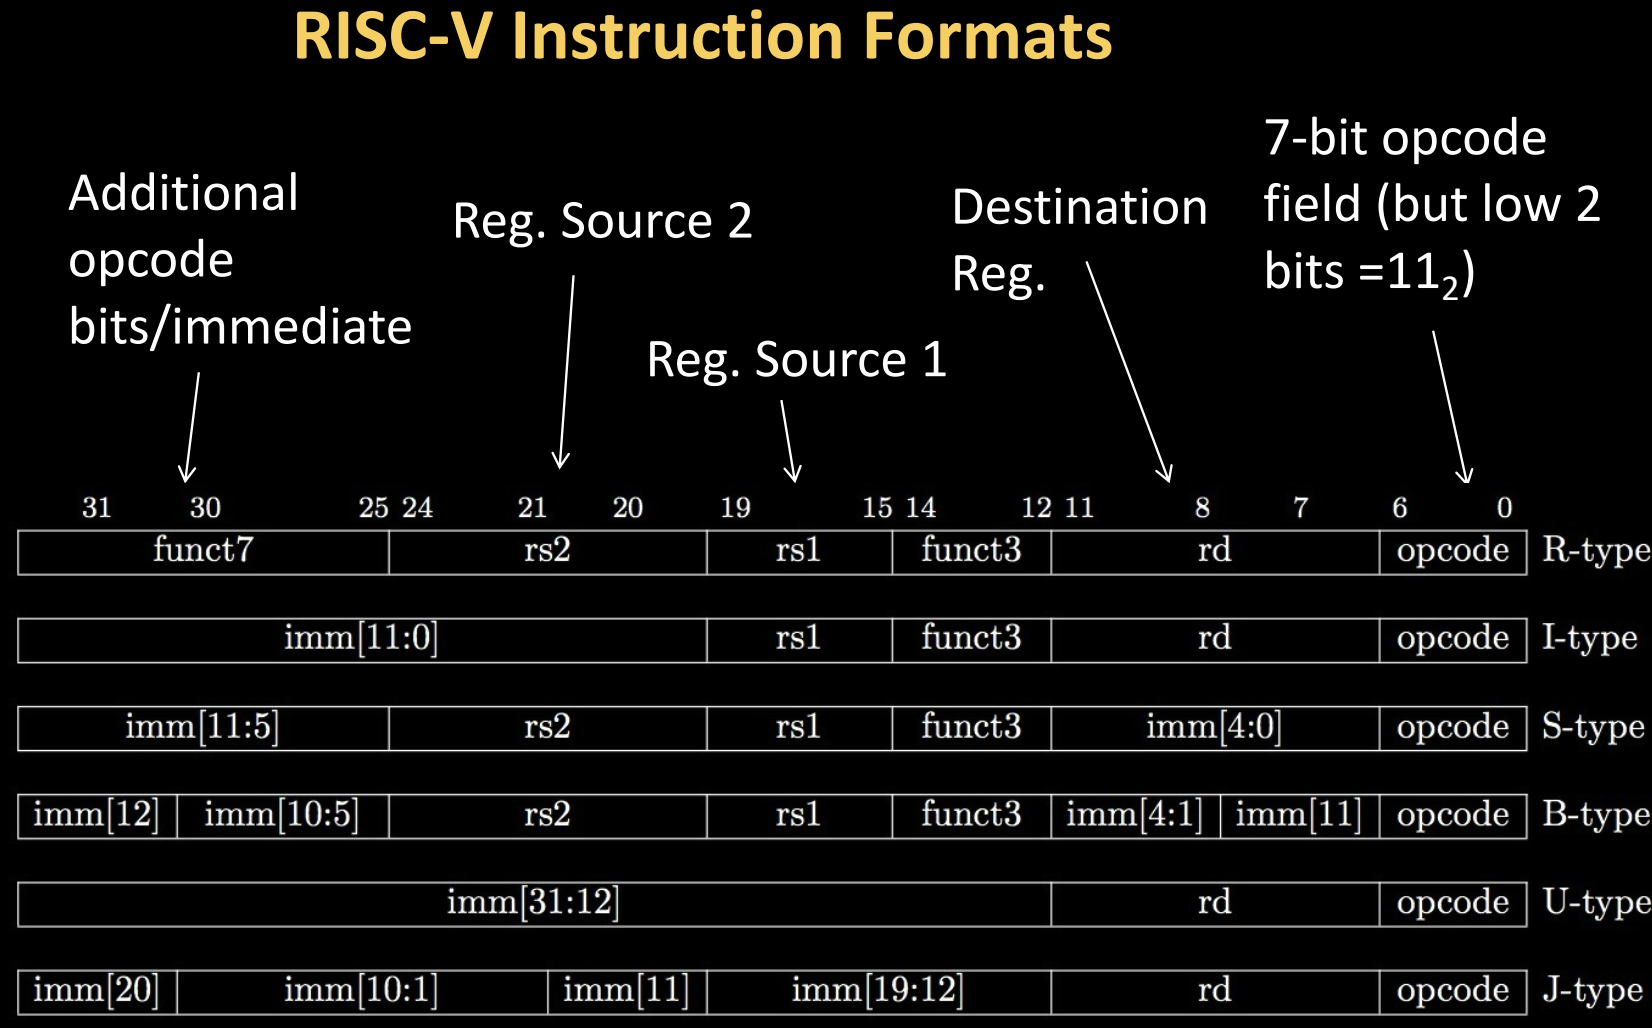 RISC-V Instruction Formats
Additional
opcode
bits/immediate
Reg. Source 2
Reg. Source 1
Destination
Reg.
7-bit opcode
field (but low 2
bits =11₂)
31 30 25 24 21 20 19 15 14 12 11 8 7 6 0
funct7 rs2 rs1 funct3 rd opcode R-type
imm[11:0] rs1 funct3 rd opcode I-type
imm[11:5] rs2 rs1 funct3 imm[4:0] opcode S-type
imm[12] imm[10:5] rs2 rs1 funct3 imm[4:1] imm[11] opcode B-type
imm[31:12] rd opcode U-type
imm[20] imm[10:1] imm[11] imm[19:12] rd opcode J-type